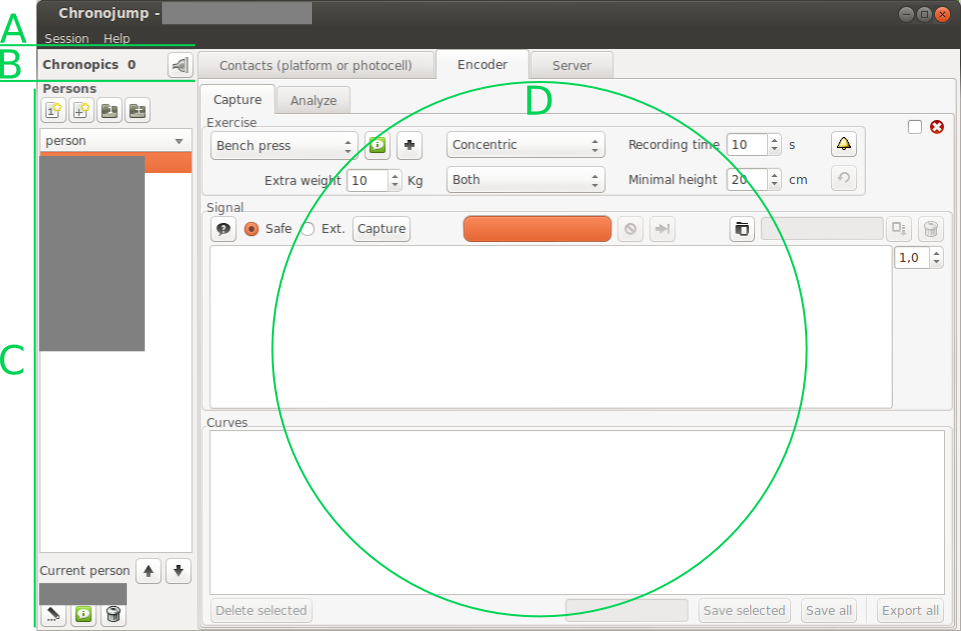 Chronojump -
A
Session Help
B
Chronopics 0
Contacts (platform or photocell) Encoder Server
Persons
Capture Analyze
D
person
Exercise
Bench press Concentric Recording time 10 s
Extra weight 10 Kg Both Minimal height 20 cm
Signal
Safe Ext. Capture
1,0
C
Curves
Current person
Delete selected Save selected Save all Export all